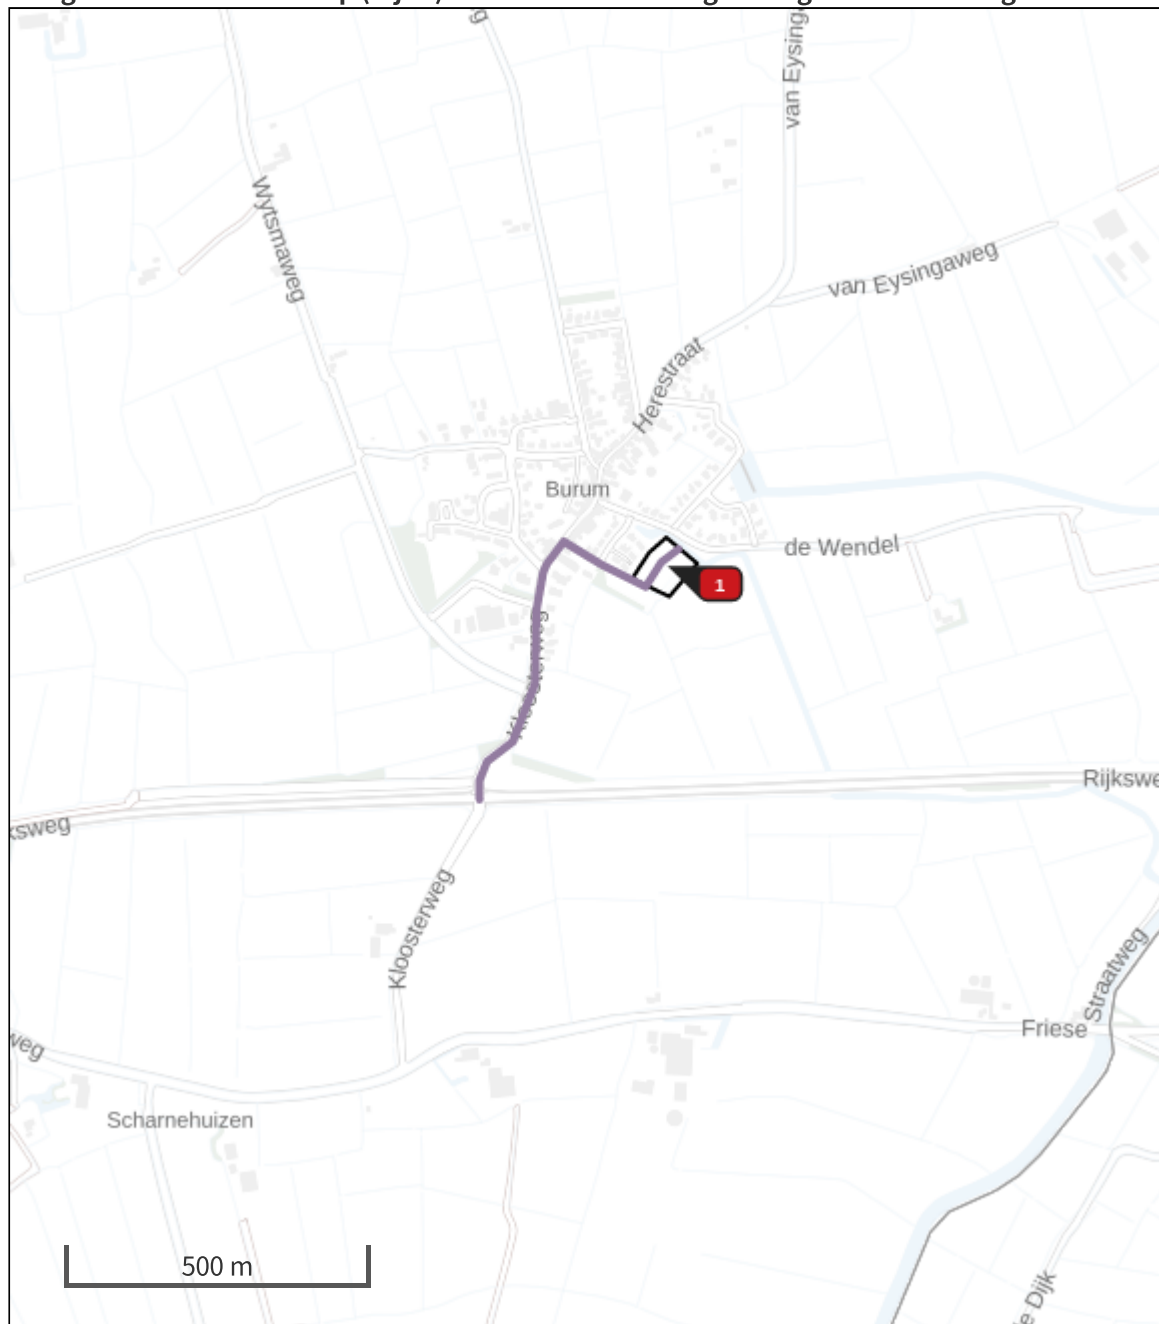 van Eysing
Wytsmaweg
van Eysingaweg
Herestraat
Burum
de Wendel
1
Kloosterweg
Rijkswe
ksweg
Kloosterweg
Straatweg
Friese
weg
Scharnehuizen
500 m
e Dijk